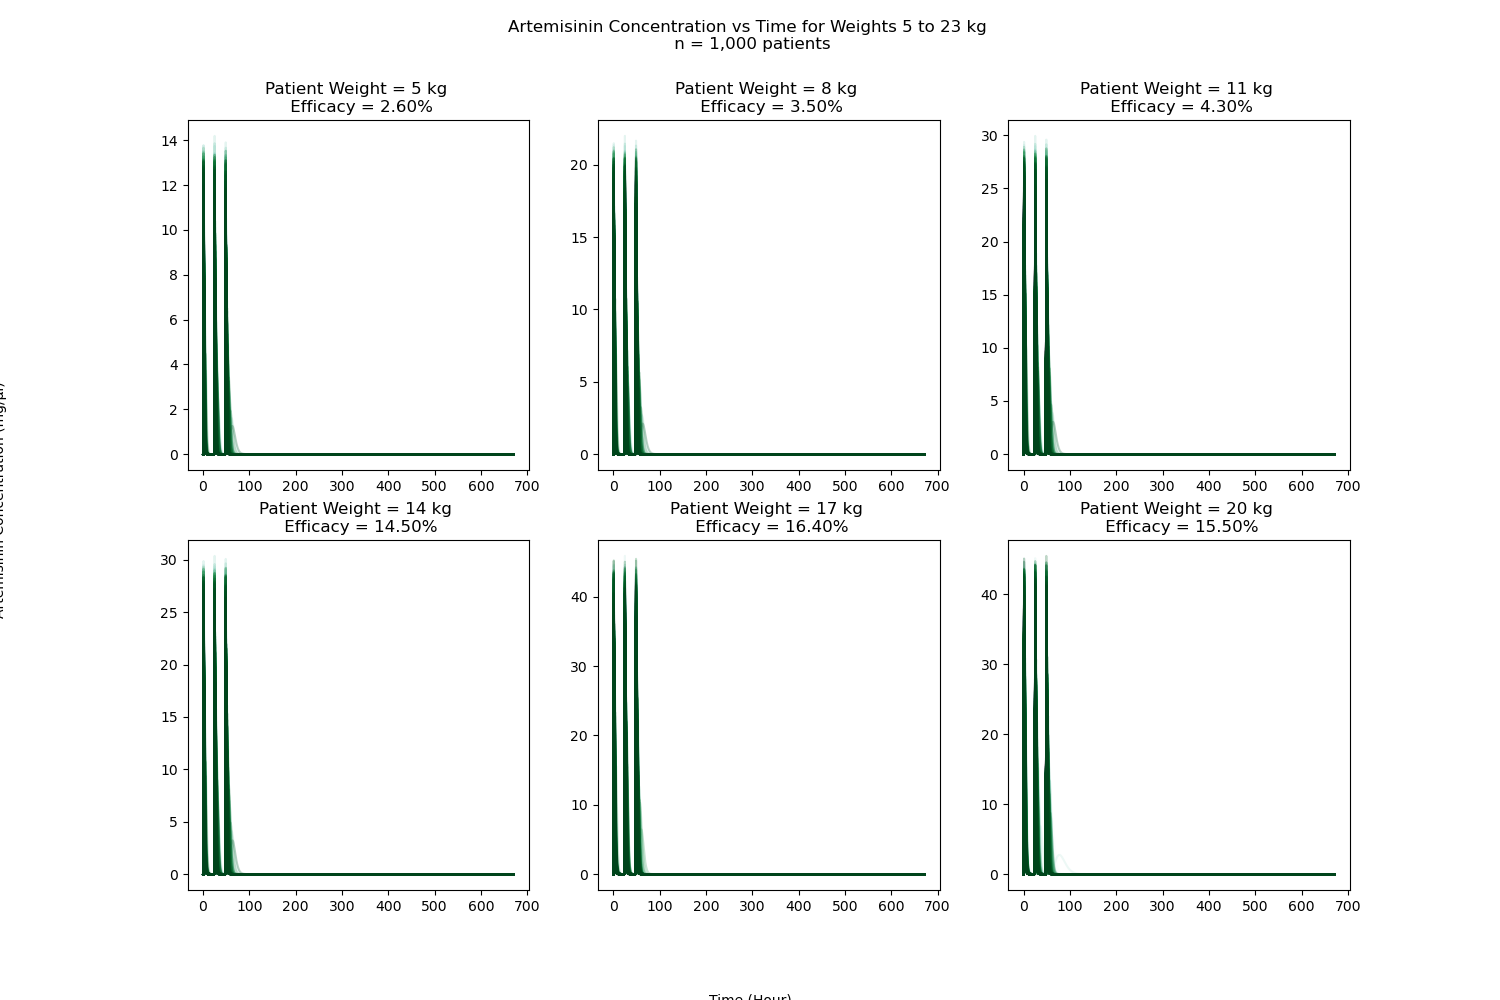 Artemisinin Concentration vs Time for Weights 5 to 23 kg
n = 1,000 patients
Patient Weight = 5 kg
Efficacy = 2.60%
14
12
10
8
6
4
2
0
0 100 200 300 400 500 600 700
Patient Weight = 8 kg
Efficacy = 3.50%
20
15
10
5
0
0 100 200 300 400 500 600 700
Patient Weight = 11 kg
Efficacy = 4.30%
30
25
20
15
10
5
0
0 100 200 300 400 500 600 700
Patient Weight = 14 kg
Efficacy = 14.50%
30
25
20
15
10
5
0
0 100 200 300 400 500 600 700
Patient Weight = 17 kg
Efficacy = 16.40%
40
30
20
10
0
0 100 200 300 400 500 600 700
Patient Weight = 20 kg
Efficacy = 15.50%
40
30
20
10
0
0 100 200 300 400 500 600 700
Time (Hour)